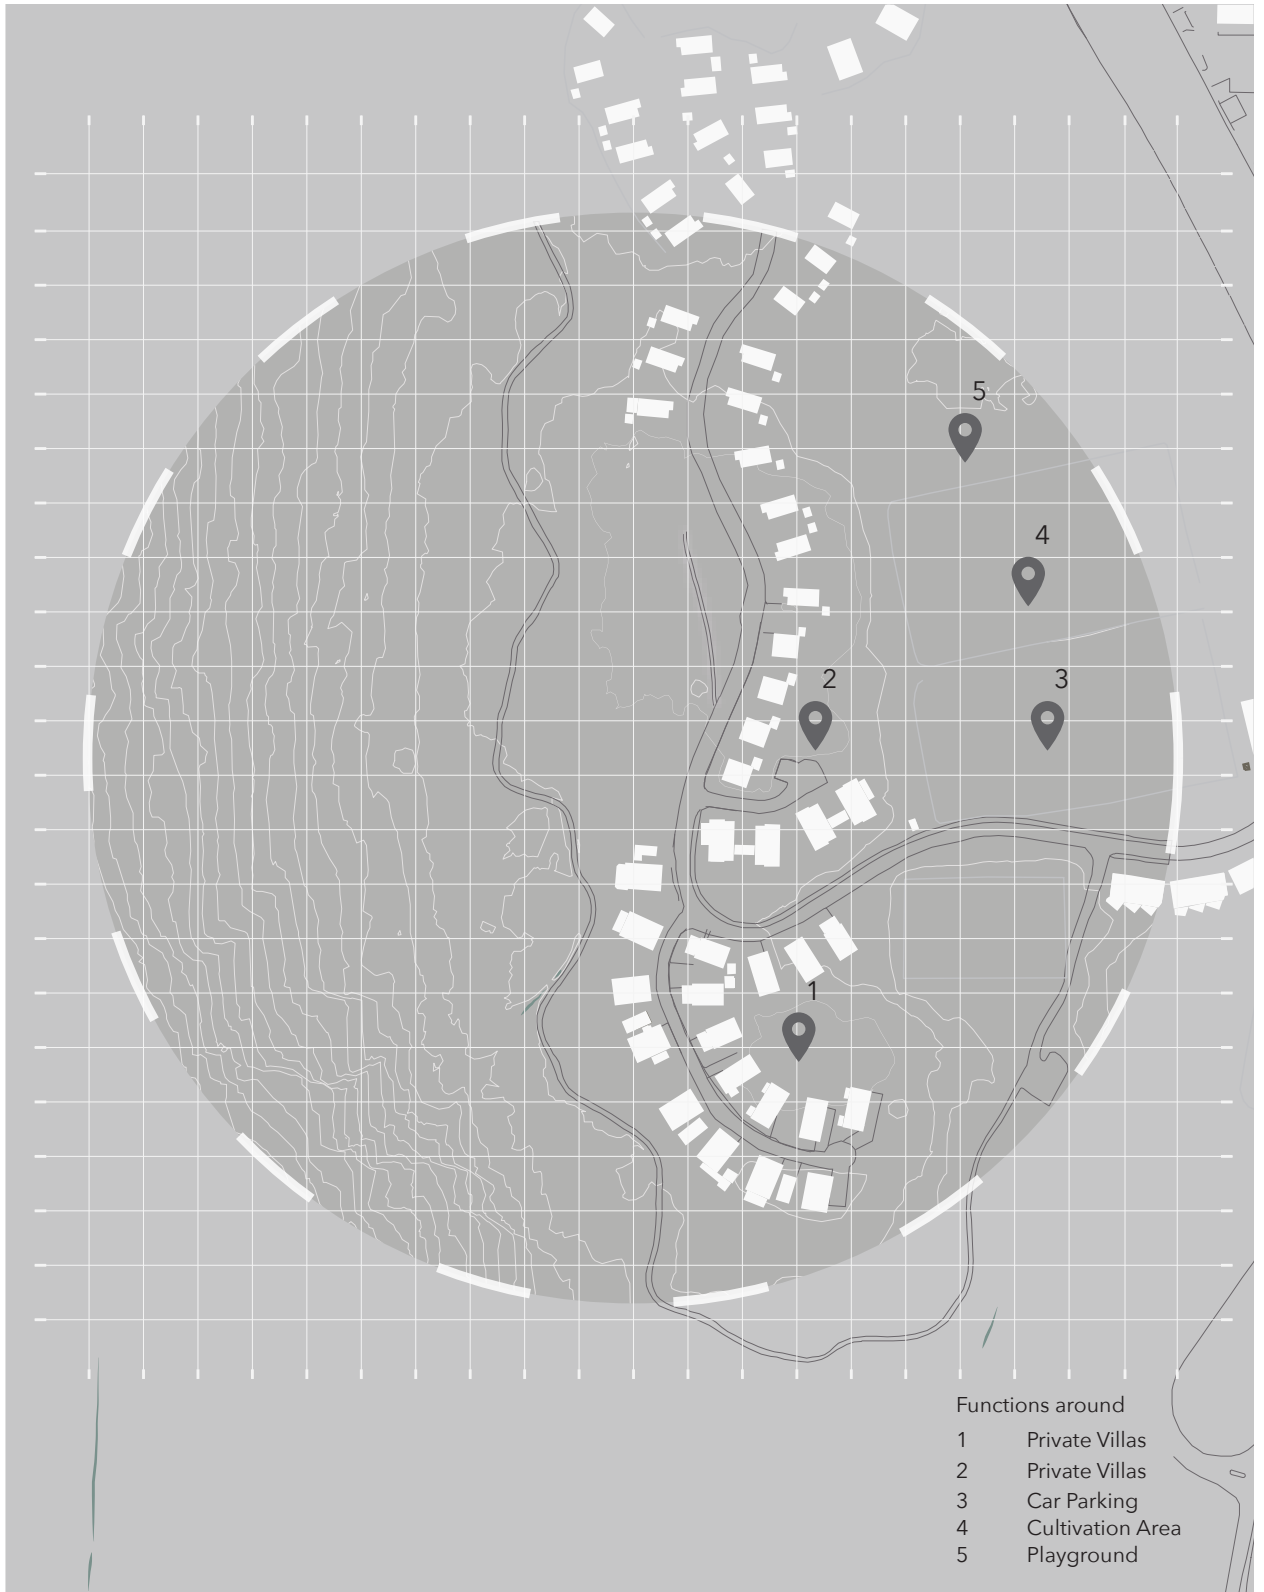 5
4
2
3
1
Functions around
1 Private Villas
2 Private Villas
3 Car Parking
4 Cultivation Area
5 Playground